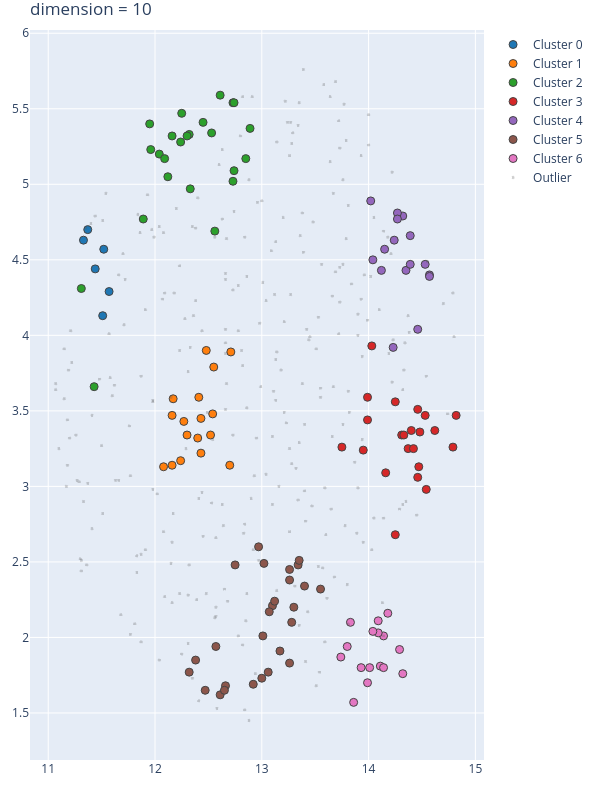 dimension = 10
6
5.5
5
4.5
4
3.5
3
2.5
2
1.5
11
12
13
14
15
Cluster 0
Cluster 1
Cluster 2
Cluster 3
Cluster 4
Cluster 5
Cluster 6
Outlier